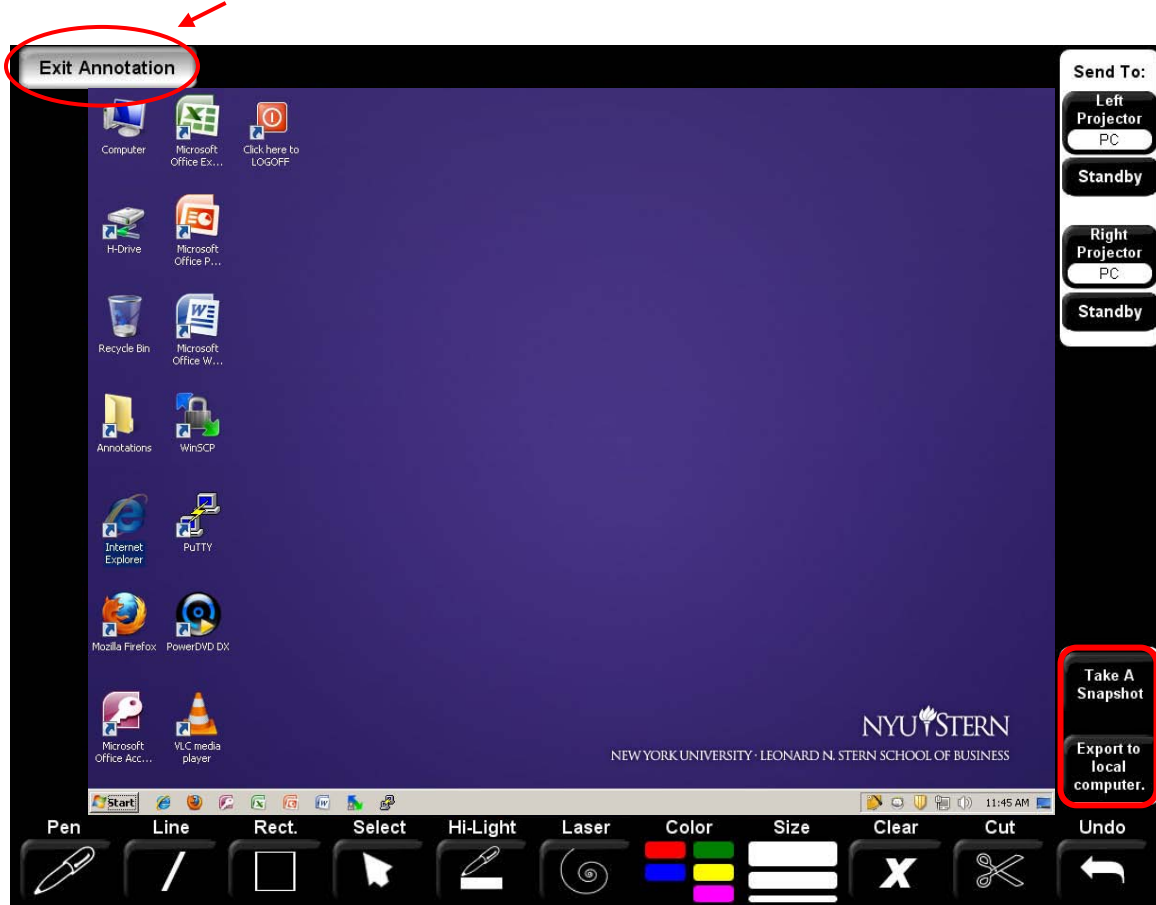 Exit Annotation
Send To:
Left
Projector
PC
Standby
Right
Projector
PC
Standby
Computer
Microsoft
Office Ex...
Click here to
LOGOFF
H-Drive
Microsoft
Office P...
Recycle Bin
Microsoft
Office W...
Annotations
WinSCP
Internet
Explorer
PuTTY
Mozilla Firefox
PowerDVD DX
Microsoft
Office Acc...
VLC media
player
NYU STERN
NEW YORK UNIVERSITY · LEONARD N. STERN SCHOOL OF BUSINESS
Take A
Snapshot
Export to
local
computer.
Start
11:45 AM
Pen
Line
Rect.
Select
Hi-Light
Laser
Color
Size
Clear
Cut
Undo